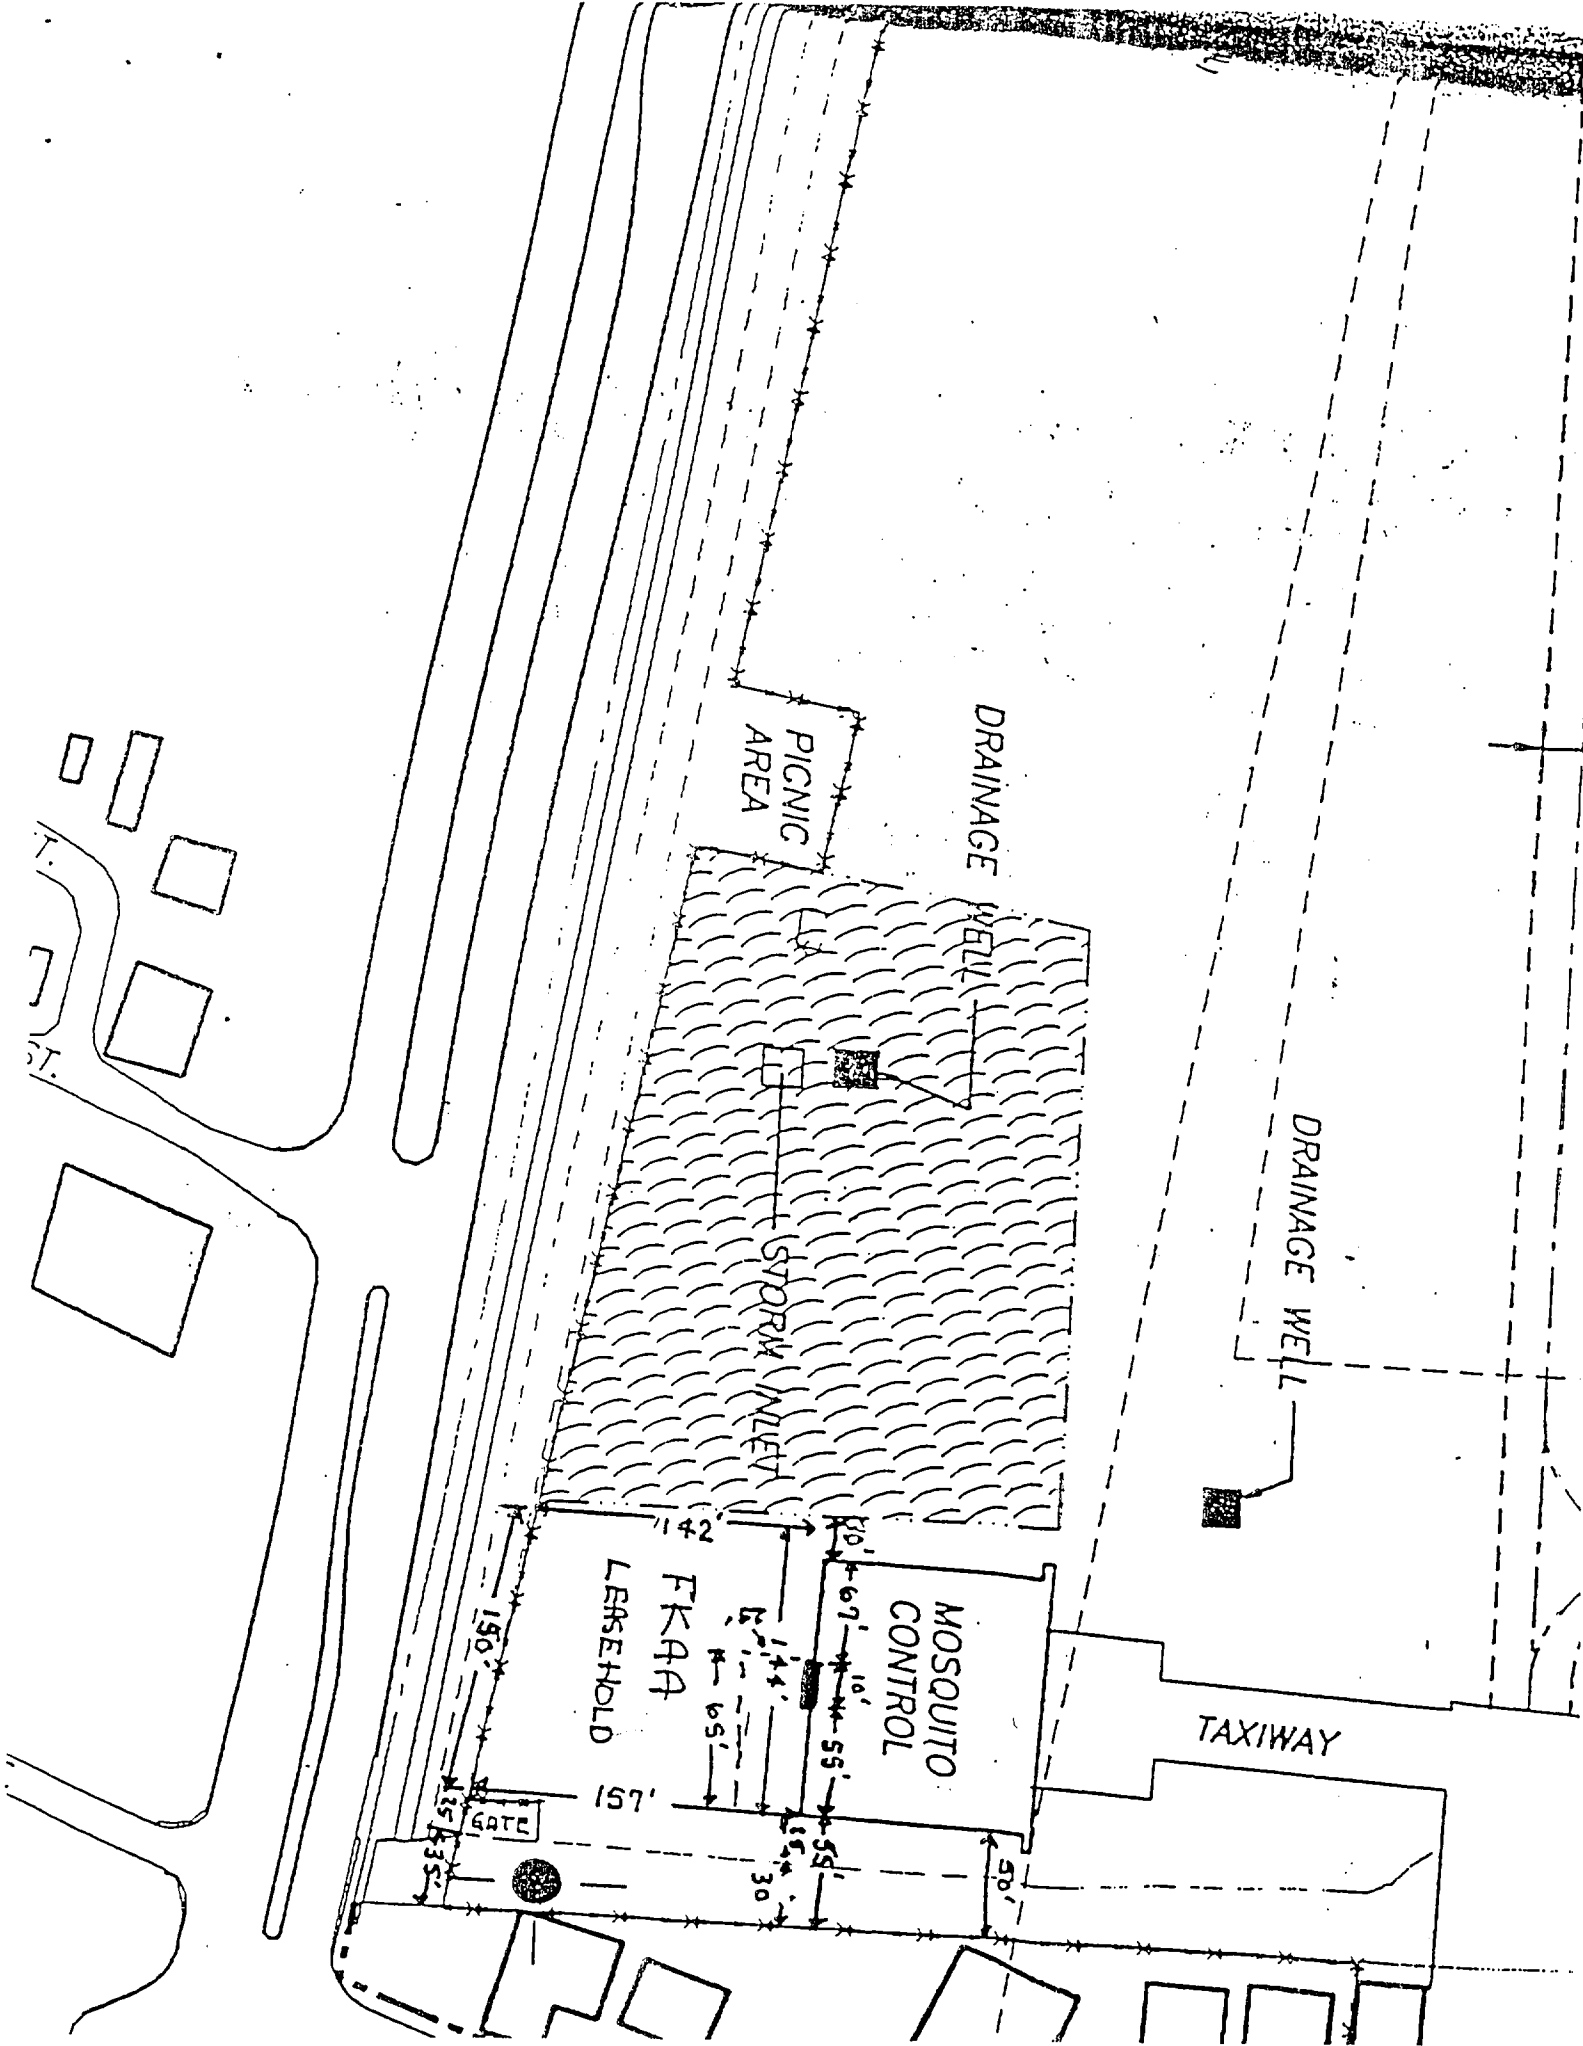 DRAINAGE WELL
PICNIC
AREA
DRAINAGE WELL
STORM INLET
T.
ST.
MOSQUITO
CONTROL
TAXIWAY
FKAA
LEASEHOLD
142'
67'
10'
55'
144'
65'
150'
157'
GATE
25'
35'
55'
30
50'